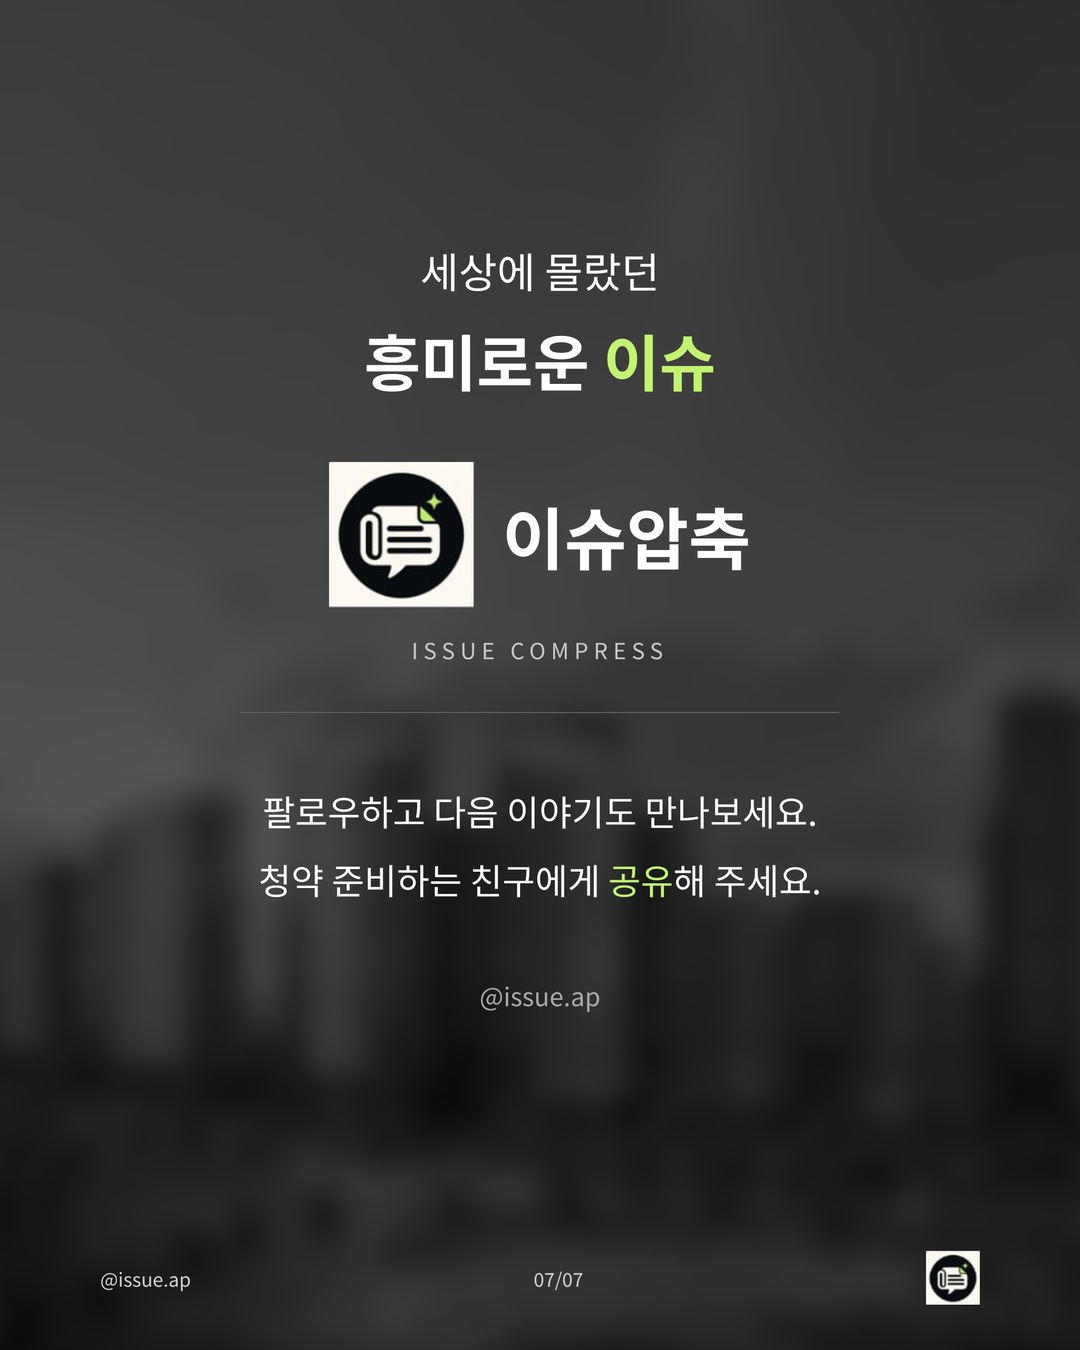 세상에 몰랐던
흥미로운 이슈
이슈압축
ISSUE COMPRESS
팔로우하고 다음 이야기도 만나보세요.
청약 준비하는 친구에게 공유해 주세요.
@issue.ap
@issue.ap
07/07